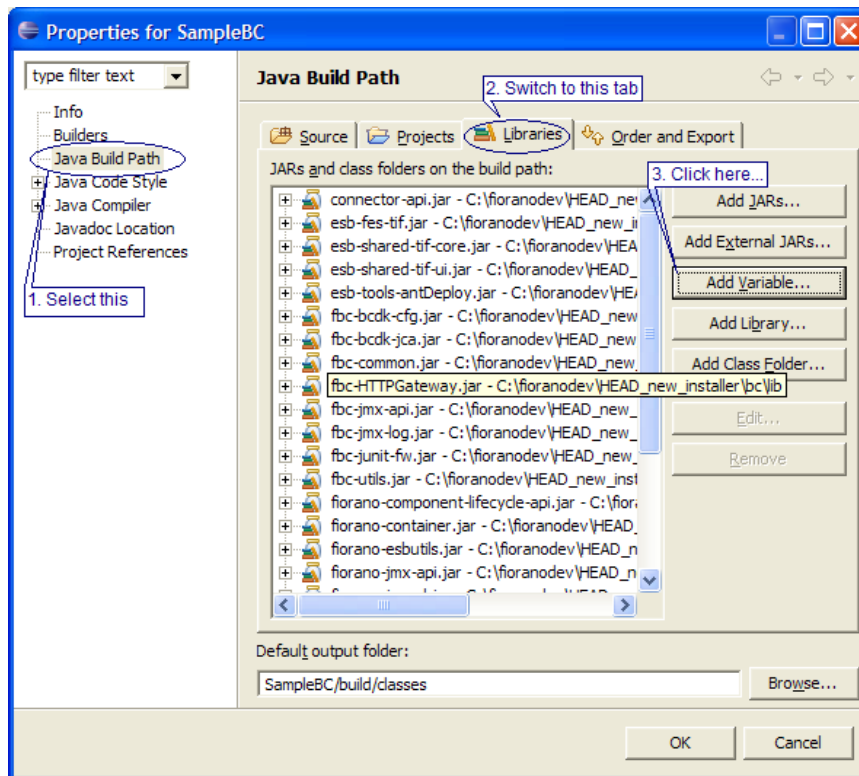 Properties for SampleBC
type filter text
Info
Builders
Java Build Path
Java Code Style
Java Compiler
Javadoc Location
Project References
1. Select this
Java Build Path
2. Switch to this tab
Source
Projects
Libraries
Order and Export
JARs and class folders on the build path:
3. Click here...
connector-api.jar - C:\fioranodev\HEAD_ne
esb-fes-tif.jar - C:\fioranodev\HEAD_new_i
esb-shared-tif-core.jar - C:\fioranodev\HEA
esb-shared-tif-ui.jar - C:\fioranodev\HEAD_
esb-tools-antDeploy.jar - C:\fioranodev\HEA
fbc-bcdk-cfg.jar - C:\fioranodev\HEAD_new
fbc-bcdk-jca.jar - C:\fioranodev\HEAD_new
fbc-common.jar - C:\fioranodev\HEAD_new_
fbc-HTTPGateway.jar - C:\fioranodev\HEAD_new_installer\bc\lib
fbc-jmx-api.jar - C:\fioranodev\HEAD_new_
fbc-jmx-log.jar - C:\fioranodev\HEAD_new_
fbc-junit-fw.jar - C:\fioranodev\HEAD_new_
fbc-utils.jar - C:\fioranodev\HEAD_new_inst
fiorano-component-lifecycle-api.jar - C:\fiora
fiorano-container.jar - C:\fioranodev\HEAD_
fiorano-esbutils.jar - C:\fioranodev\HEAD_n
fiorano-jmx-api.jar - C:\fioranodev\HEAD_n
Add JARs...
Add External JARs...
Add Variable...
Add Library...
Add Class Folder...
Edit...
Remove
Default output folder:
SampleBC/build/classes
Browse...
OK
Cancel